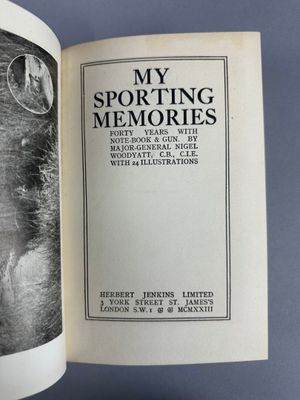 MY
SPORTING
MEMORIES
FORTY YEARS WITH
NOTE-BOOK & GUN. BY
MAJOR-GENERAL NIGEL
WOODYATT, C.B., C.I.E.
WITH 24 ILLUSTRATIONS
HERBERT JENKINS LIMITED
3 YORK STREET ST. JAMES'S
LONDON S.W. 1 MCMXXIII